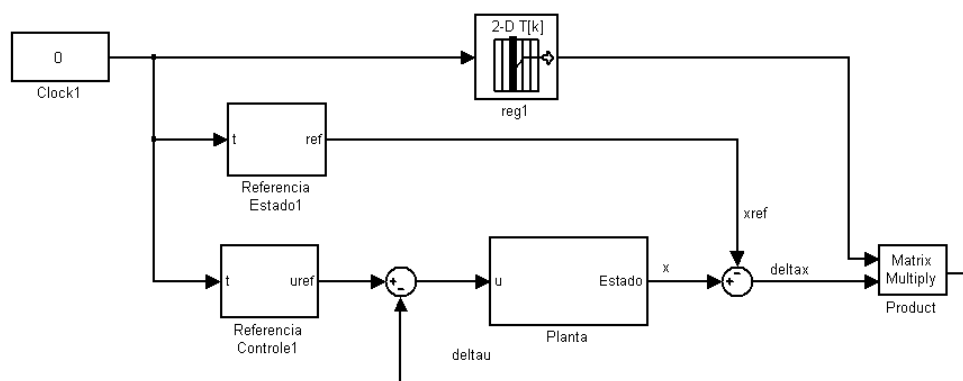 2-D T[k]
0
Clock1
reg1
t
ref
Referencia
Estado1
xref
t
uref
Referencia
Controle1
+
-
u
Estado
Planta
x
-
+
deltax
Matrix
Multiply
Product
deltau